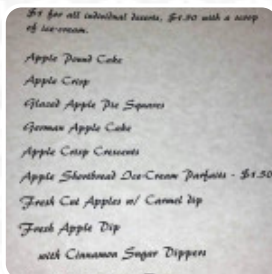 $1 for all individual deserts, $1.50 with a scoop
of ice-cream.
Apple Pound Cake
Apple Crisp
Glazed Apple Pie Squares
German Apple Cake
Apple Crisp Crescents
Apple Shortbread Ice-Cream Parfaits - $1.50
Fresh Cut Apples w/ Carmel dip
Fresh Apple Dip
with Cinnamon Sugar Dippers